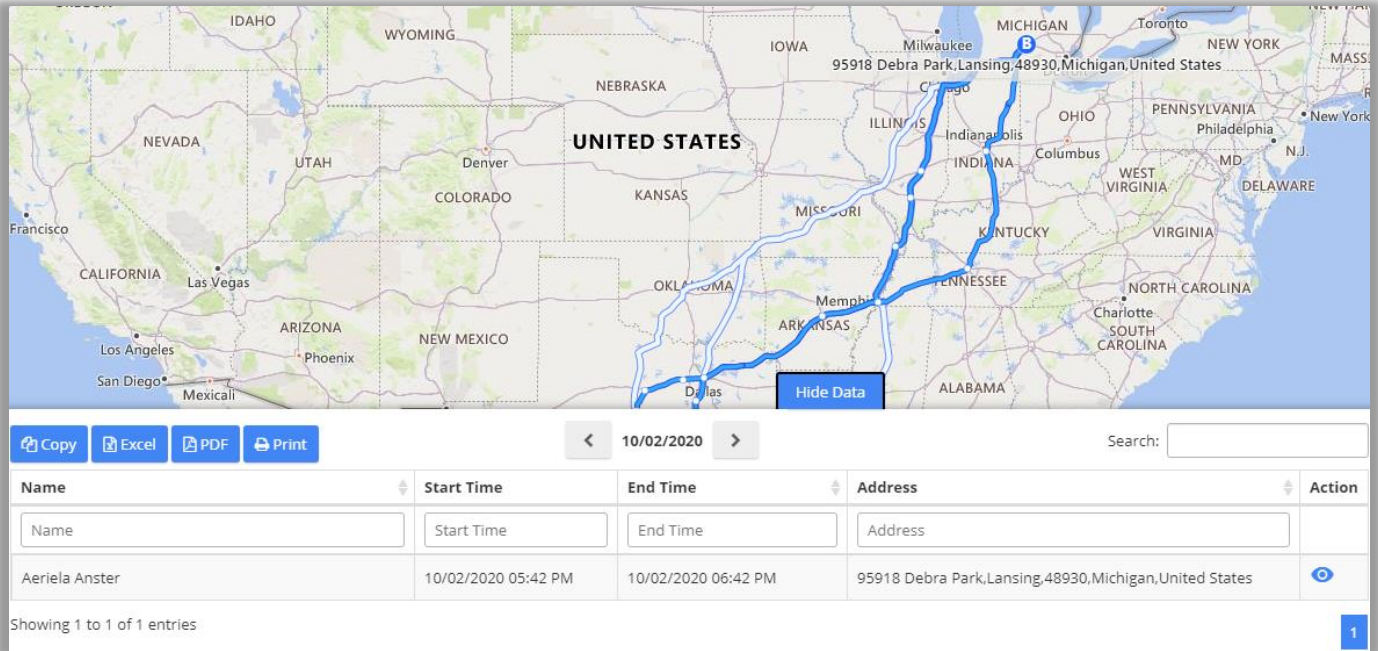 IDAHO
WYOMING
IOWA
Milwaukee
MICHIGAN
Toronto
NEW YORK
MASS.
B
95918 Debra Park,Lansing,48930,Michigan,United States
NEBRASKA
Chicago
Detroit
PENNSYLVANIA
New York
NEVADA
UTAH
Denver
UNITED STATES
ILLINOIS
Indianapolis
OHIO
Philadelphia
INDIANA
Columbus
MD.
N.J.
COLORADO
KANSAS
MISSOURI
WEST
VIRGINIA
DELAWARE
Francisco
KENTUCKY
VIRGINIA
CALIFORNIA
Las Vegas
OKLAHOMA
TENNESSEE
NORTH CAROLINA
Memphis
Charlotte
ARIZONA
NEW MEXICO
ARKANSAS
SOUTH
CAROLINA
Los Angeles
Phoenix
San Diego
Mexicali
Dallas
Hide Data
ALABAMA
Copy Excel PDF Print
10/02/2020
Search:
Name Start Time End Time Address Action
Name Start Time End Time Address
Aeriela Anster 10/02/2020 05:42 PM 10/02/2020 06:42 PM 95918 Debra Park,Lansing,48930,Michigan,United States
Showing 1 to 1 of 1 entries
1